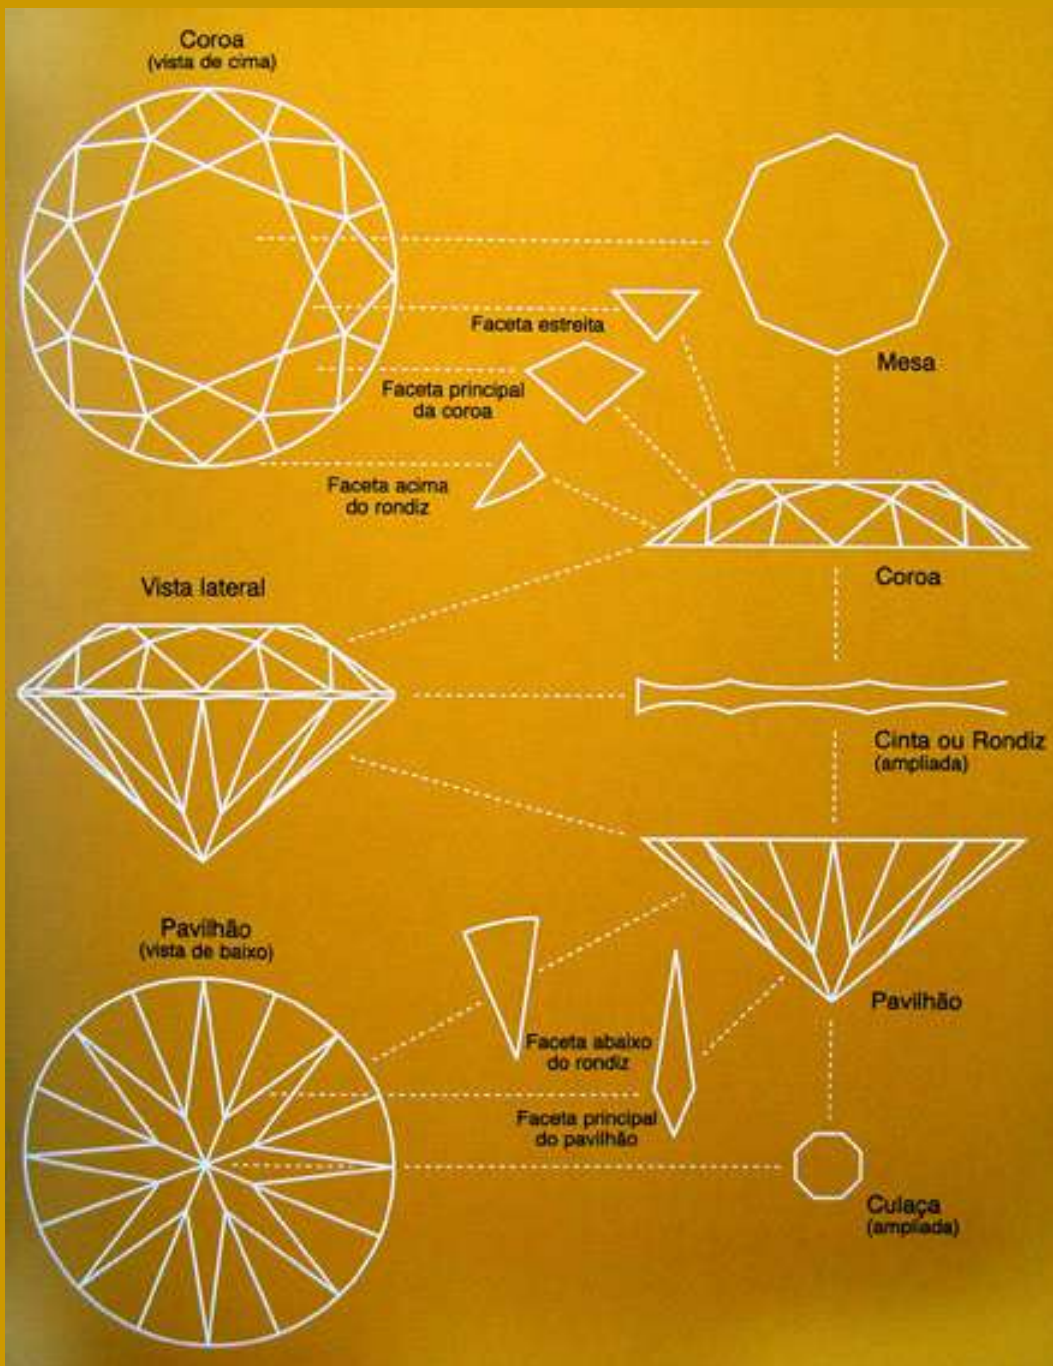 Coroa
(vista de cima)
Faceta estreita
Mesa
Faceta principal
da coroa
Faceta acima
do rondiz
Coroa
Vista lateral
Cinta ou Rondiz
(ampliada)
Pavilhão
(vista de baixo)
Pavilhão
Faceta abaixo
do rondiz
Faceta principal
do pavilhão
Culaça
(ampliada)